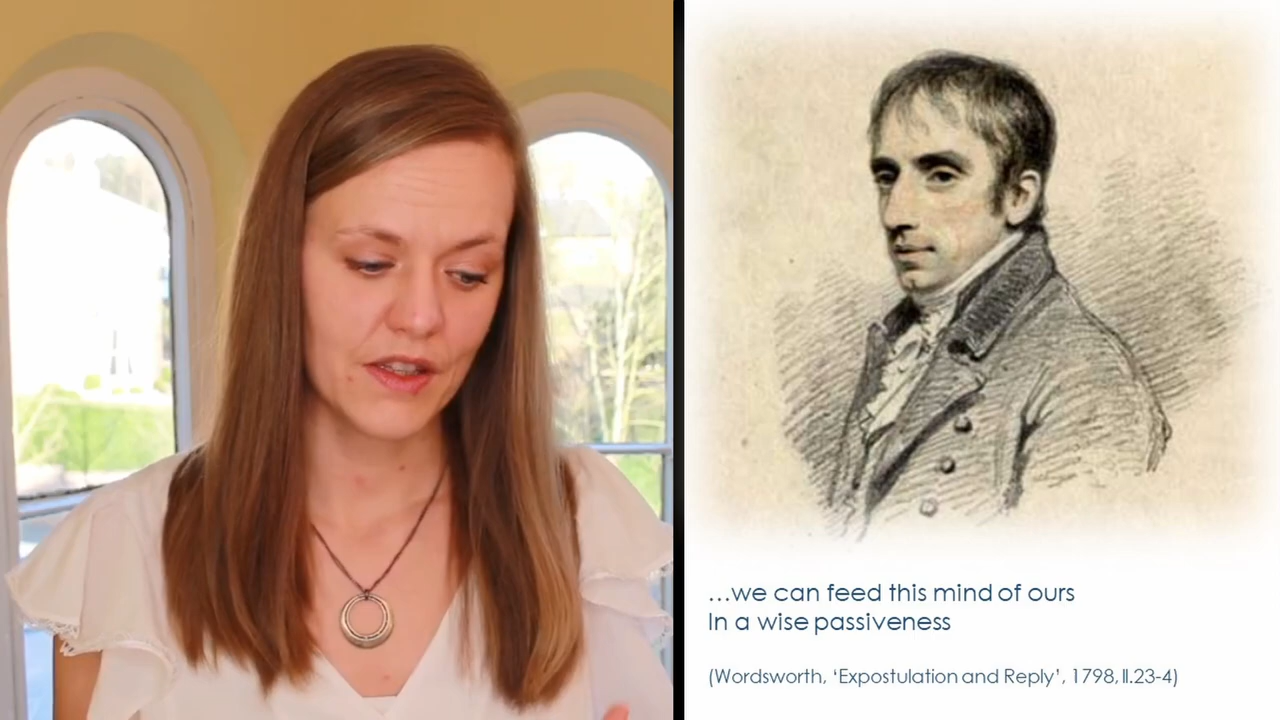 …we can feed this mind of ours
In a wise passiveness
(Wordsworth, ‘Expostulation and Reply’, 1798, ll.23-4)